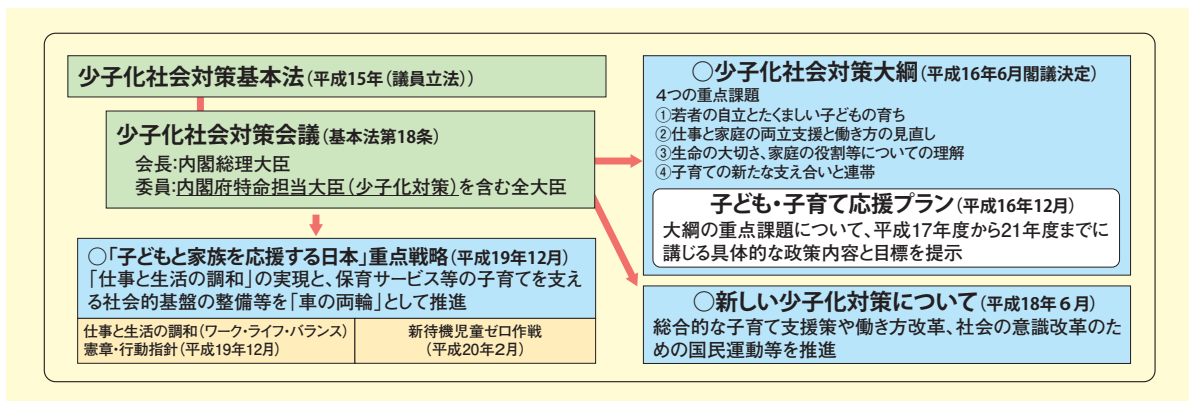 少子化社会対策基本法(平成15年(議員立法))
少子化社会対策会議(基本法第18条)
会長:内閣総理大臣
委員:内閣府特命担当大臣(少子化対策)を含む全大臣
○「子どもと家族を応援する日本」重点戦略(平成19年12月)
「仕事と生活の調和」の実現と、保育サービス等の子育てを支え
る社会的基盤の整備等を「車の両輪」として推進
仕事と生活の調和(ワーク・ライフ・バランス)
憲章・行動指針(平成19年12月)
新待機児童ゼロ作戦
(平成20年2月)
○少子化社会対策大綱(平成16年6月閣議決定)
4つの重点課題
①若者の自立とたくましい子どもの育ち
②仕事と家庭の両立支援と働き方の見直し
③生命の大切さ、家庭の役割等についての理解
④子育ての新たな支え合いと連帯
子ども・子育て応援プラン(平成16年12月)
大綱の重点課題について、平成17年度から21年度までに
講じる具体的な政策内容と目標を提示
○新しい少子化対策について(平成18年6月)
総合的な子育て支援策や働き方改革、社会の意識改革のた
めの国民運動等を推進